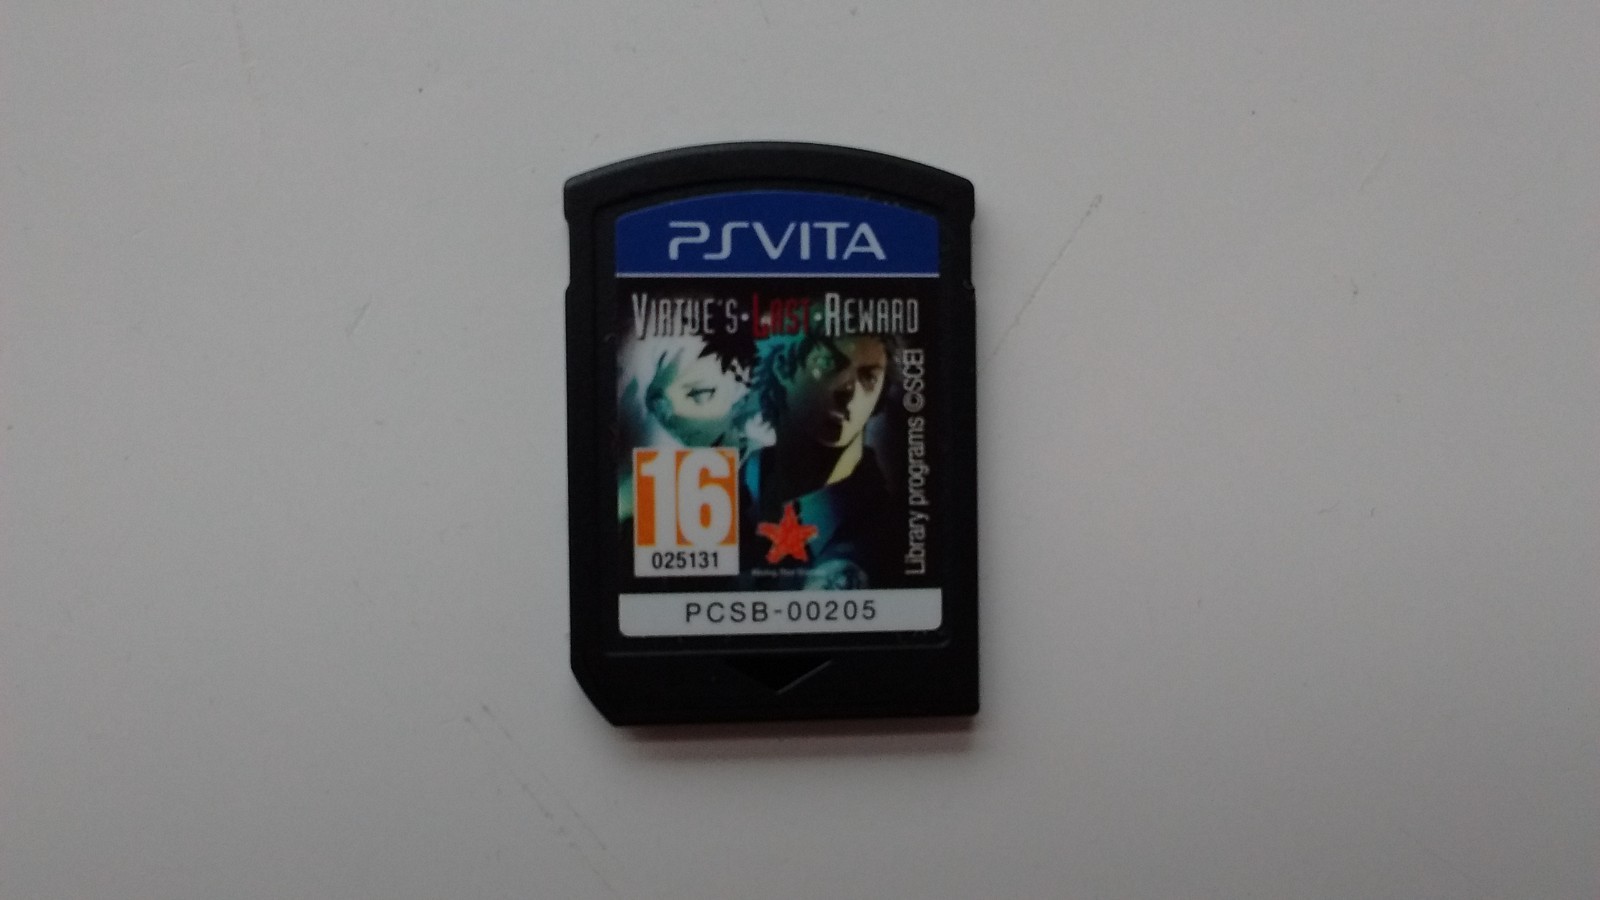 PSVITA
VIRTUE'S·LAST·REWARD
Library programs ©SCEI
16
025131
PCSB-00205